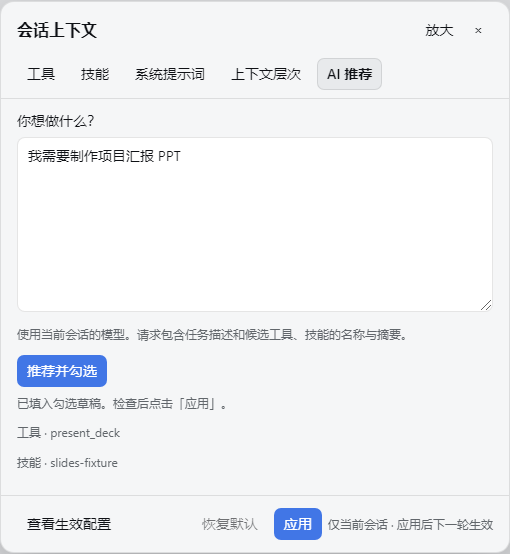 会话上下文 放大 ×
工具 技能 系统提示词 上下文层次 AI 推荐
你想做什么?
我需要制作项目汇报 PPT
使用当前会话的模型。请求包含任务描述和候选工具、技能的名称与摘要。
推荐并勾选
已填入勾选草稿。检查后点击「应用」。
工具 · present_deck
技能 · slides-fixture
查看生效配置 恢复默认 应用 仅当前会话 · 应用后下一轮生效